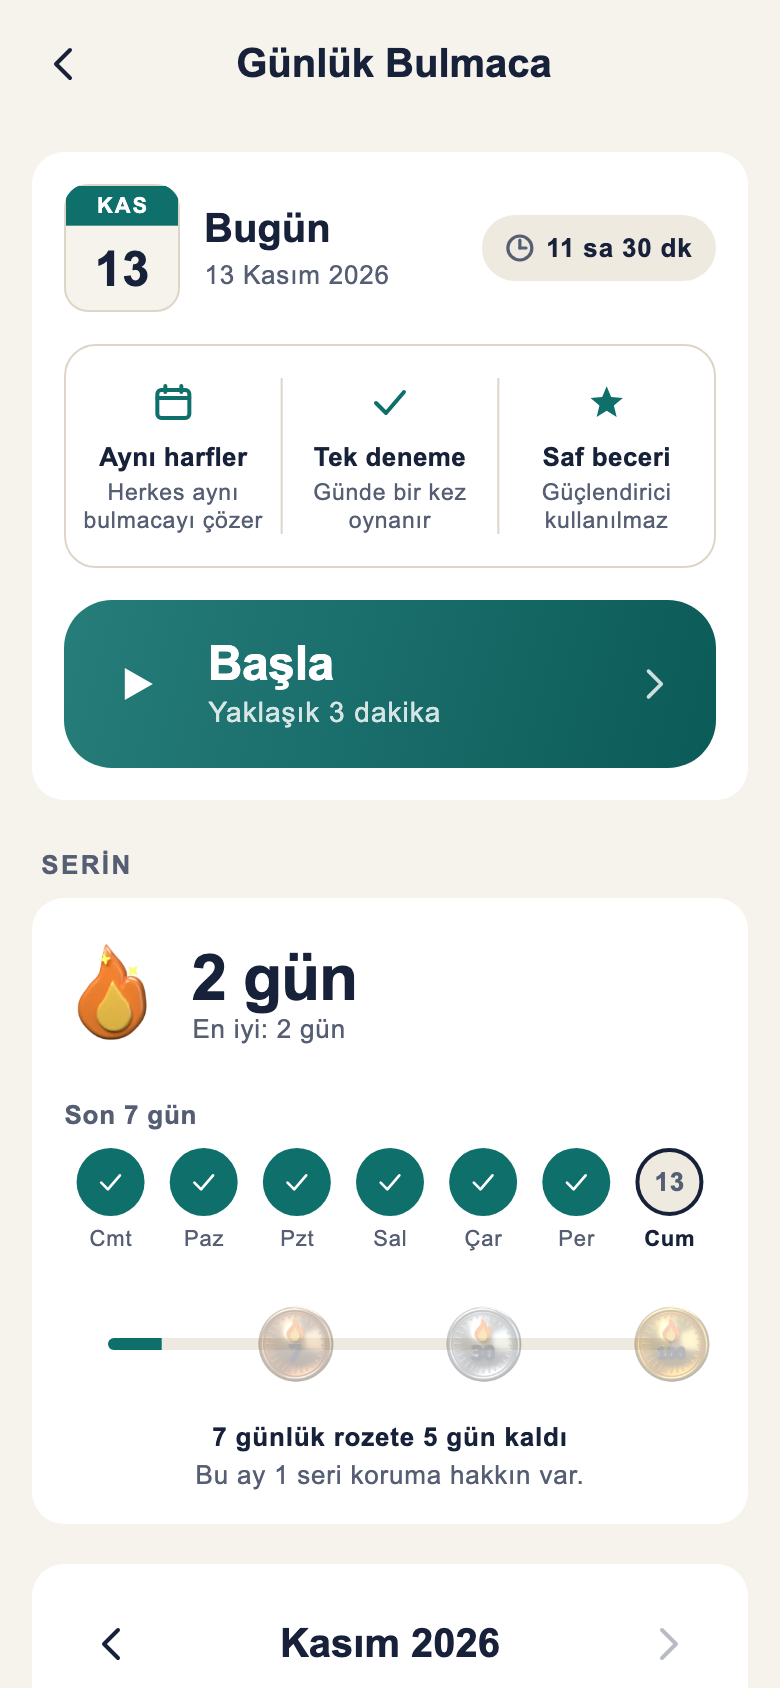 Günlük Bulmaca
KAS
13
Bugün
13 Kasım 2026
11 sa 30 dk
Aynı harfler
Herkes aynı
bulmacayı çözer
Tek deneme
Günde bir kez
oynanır
Saf beceri
Güçlendirici
kullanılmaz
Başla
Yaklaşık 3 dakika
SERİN
2 gün
En iyi: 2 gün
Son 7 gün
13
Cmt
Paz
Pzt
Sal
Çar
Per
Cum
7
30
100
7 günlük rozete 5 gün kaldı
Bu ay 1 seri koruma hakkın var.
Kasım 2026